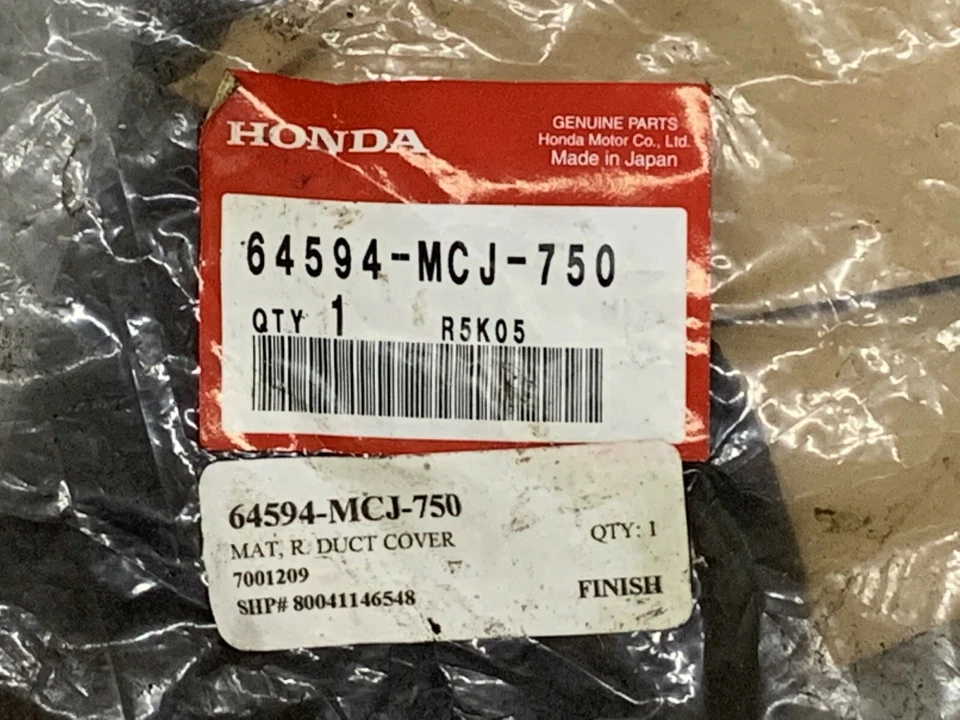 HONDA
GENUINE PARTS
Honda Motor Co., Ltd.
Made in Japan
64594-MCJ-750
QTY 1 R5K05
64594-MCJ-750
MAT, R. DUCT COVER
QTY: 1
7001209
FINISH
SHP# 80041146548